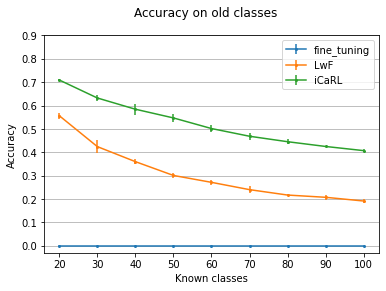 Accuracy on old classes
0.9
0.8
0.7
0.6
0.5
0.4
0.3
0.2
0.1
0.0
Accuracy
fine_tuning
LwF
iCaRL
20 30 40 50 60 70 80 90 100
Known classes